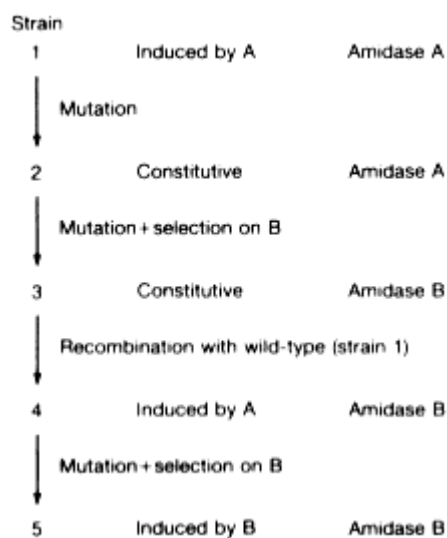 Strain
1 Induced by A Amidase A
Mutation
2 Constitutive Amidase A
Mutation + selection on B
3 Constitutive Amidase B
Recombination with wild-type (strain 1)
4 Induced by A Amidase B
Mutation + selection on B
5 Induced by B Amidase B